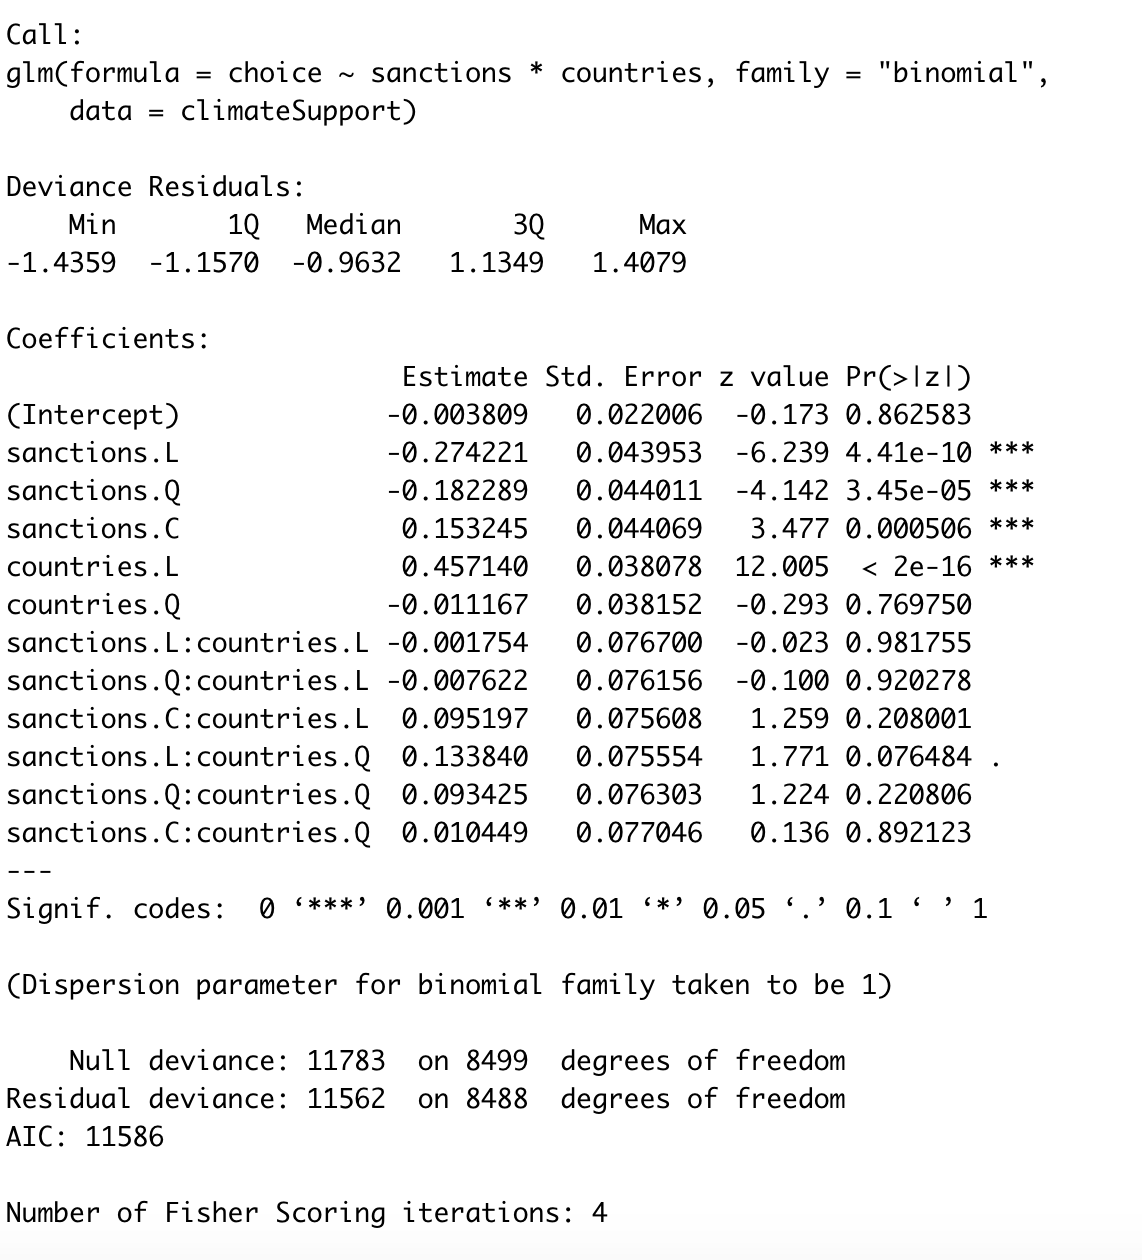 Call:
glm(formula = choice ~ sanctions * countries, family = "binomial",
    data = climateSupport)

Deviance Residuals:
    Min       1Q   Median       3Q      Max
-1.4359  -1.1570  -0.9632   1.1349   1.4079

Coefficients:
                         Estimate Std. Error z value Pr(>|z|)
(Intercept)             -0.003809   0.022006  -0.173 0.862583
sanctions.L             -0.274221   0.043953  -6.239 4.41e-10 ***
sanctions.Q             -0.182289   0.044011  -4.142 3.45e-05 ***
sanctions.C              0.153245   0.044069   3.477 0.000506 ***
countries.L              0.457140   0.038078  12.005  < 2e-16 ***
countries.Q             -0.011167   0.038152  -0.293 0.769750
sanctions.L:countries.L -0.001754   0.076700  -0.023 0.981755
sanctions.Q:countries.L -0.007622   0.076156  -0.100 0.920278
sanctions.C:countries.L  0.095197   0.075608   1.259 0.208001
sanctions.L:countries.Q  0.133840   0.075554   1.771 0.076484 .
sanctions.Q:countries.Q  0.093425   0.076303   1.224 0.220806
sanctions.C:countries.Q  0.010449   0.077046   0.136 0.892123
---
Signif. codes:  0 ‘***’ 0.001 ‘**’ 0.01 ‘*’ 0.05 ‘.’ 0.1 ‘ ’ 1

(Dispersion parameter for binomial family taken to be 1)

    Null deviance: 11783  on 8499  degrees of freedom
Residual deviance: 11562  on 8488  degrees of freedom
AIC: 11586

Number of Fisher Scoring iterations: 4